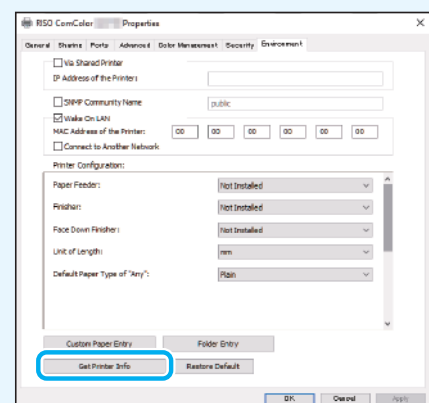 RISO ComColor Properties
General Sharing Ports Advanced Color Management Security Environment
Via Shared Printer
IP Address of the Printer:
SNMP Community Name public
Wake On LAN
MAC Address of the Printer: 00 00 00 00 00 00
Connect to Another Network
Printer Configuration:
Paper Feeder: Not Installed
Finisher: Not Installed
Face Down Finisher: Not Installed
Unit of Length: mm
Default Paper Type of "Any": Plain
Custom Paper Entry Folder Entry
Get Printer Info Restore Default
OK Cancel Apply